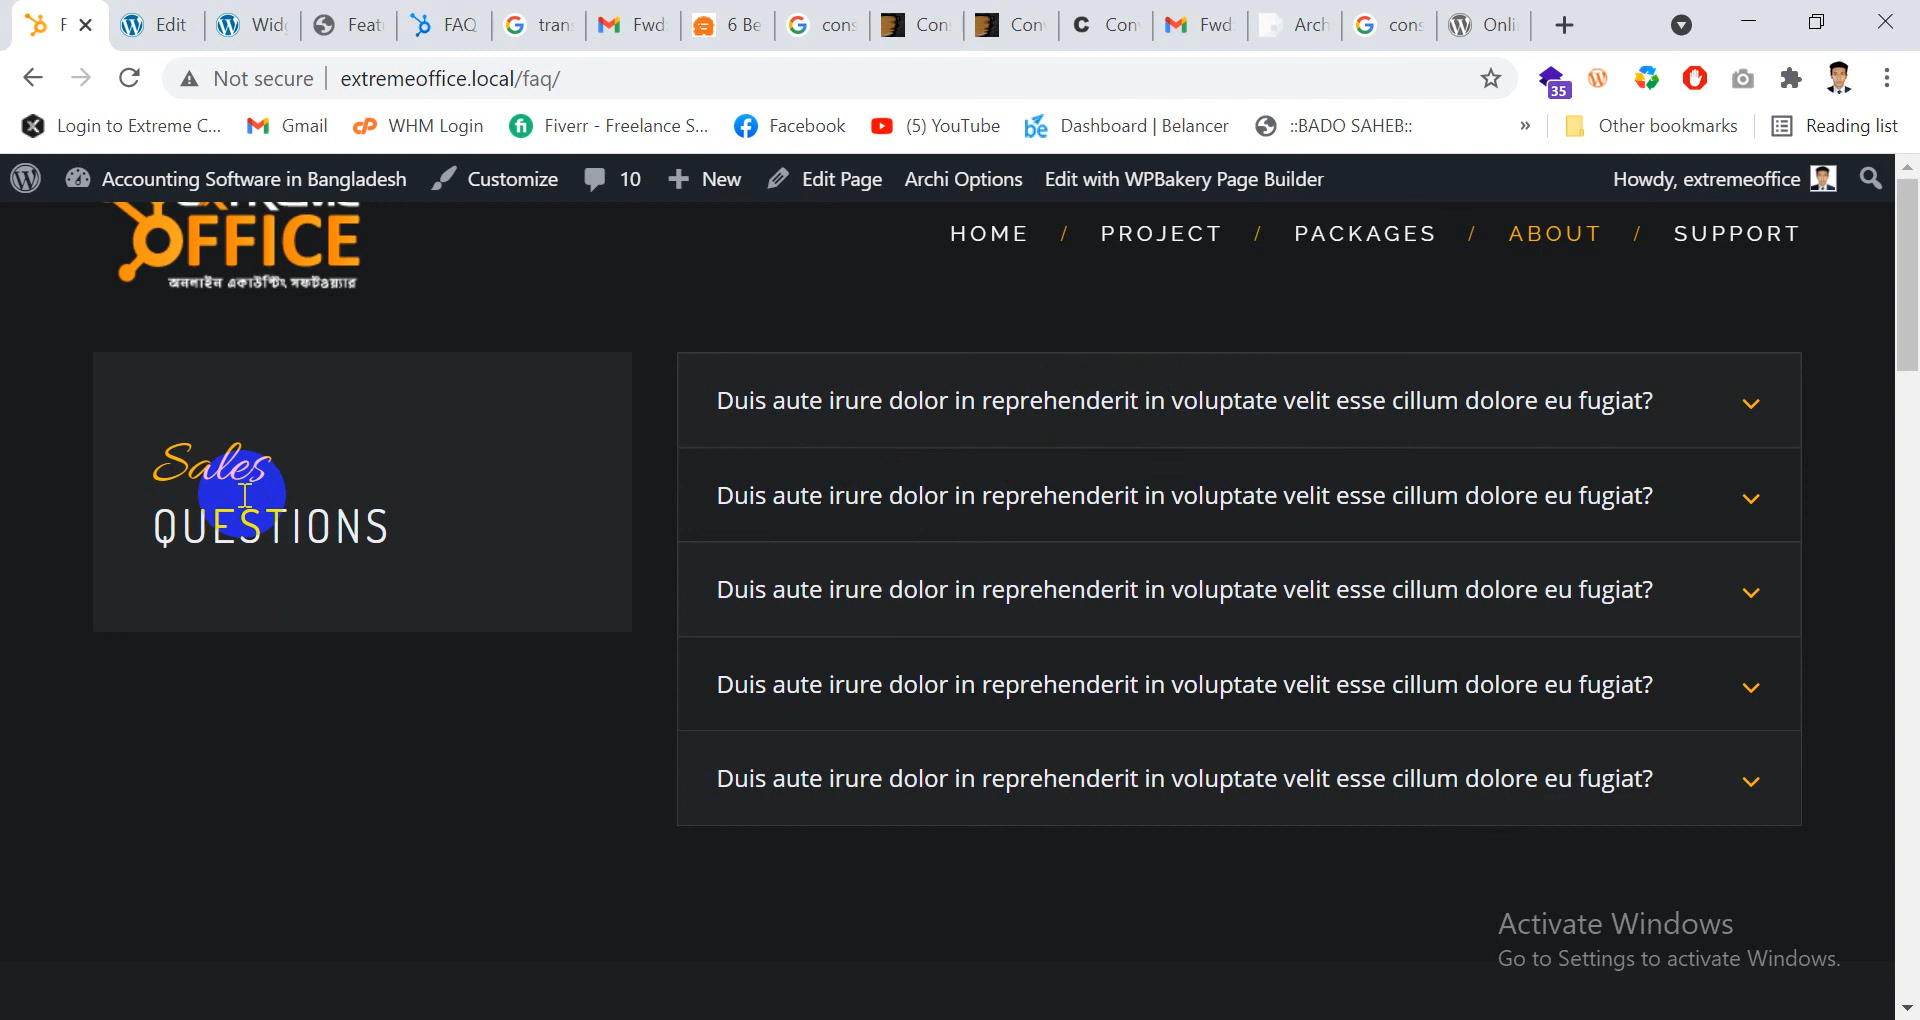 F
Edit
Wid
Feat
FAQ
tran
Fwd
6 Be
cons
Con
Con
Con
Fwd
Arch
cons
Onli
Not secure
extremeoffice.local/faq/
35
Login to Extreme C...
Gmail
WHM Login
Fiverr - Freelance S...
Facebook
(5) YouTube
Dashboard | Belancer
::BADO SAHEB::
»
Other bookmarks
Reading list
Accounting Software in Bangladesh
Customize
10
New
Edit Page
Archi Options
Edit with WPBakery Page Builder
Howdy, extremeoffice
OFFICE
অনলাইন একাউন্টিং সফটওয়্যার
HOME / PROJECT / PACKAGES / ABOUT / SUPPORT
Sales
QUESTIONS
Duis aute irure dolor in reprehenderit in voluptate velit esse cillum dolore eu fugiat?
Duis aute irure dolor in reprehenderit in voluptate velit esse cillum dolore eu fugiat?
Duis aute irure dolor in reprehenderit in voluptate velit esse cillum dolore eu fugiat?
Duis aute irure dolor in reprehenderit in voluptate velit esse cillum dolore eu fugiat?
Duis aute irure dolor in reprehenderit in voluptate velit esse cillum dolore eu fugiat?
Activate Windows
Go to Settings to activate Windows.